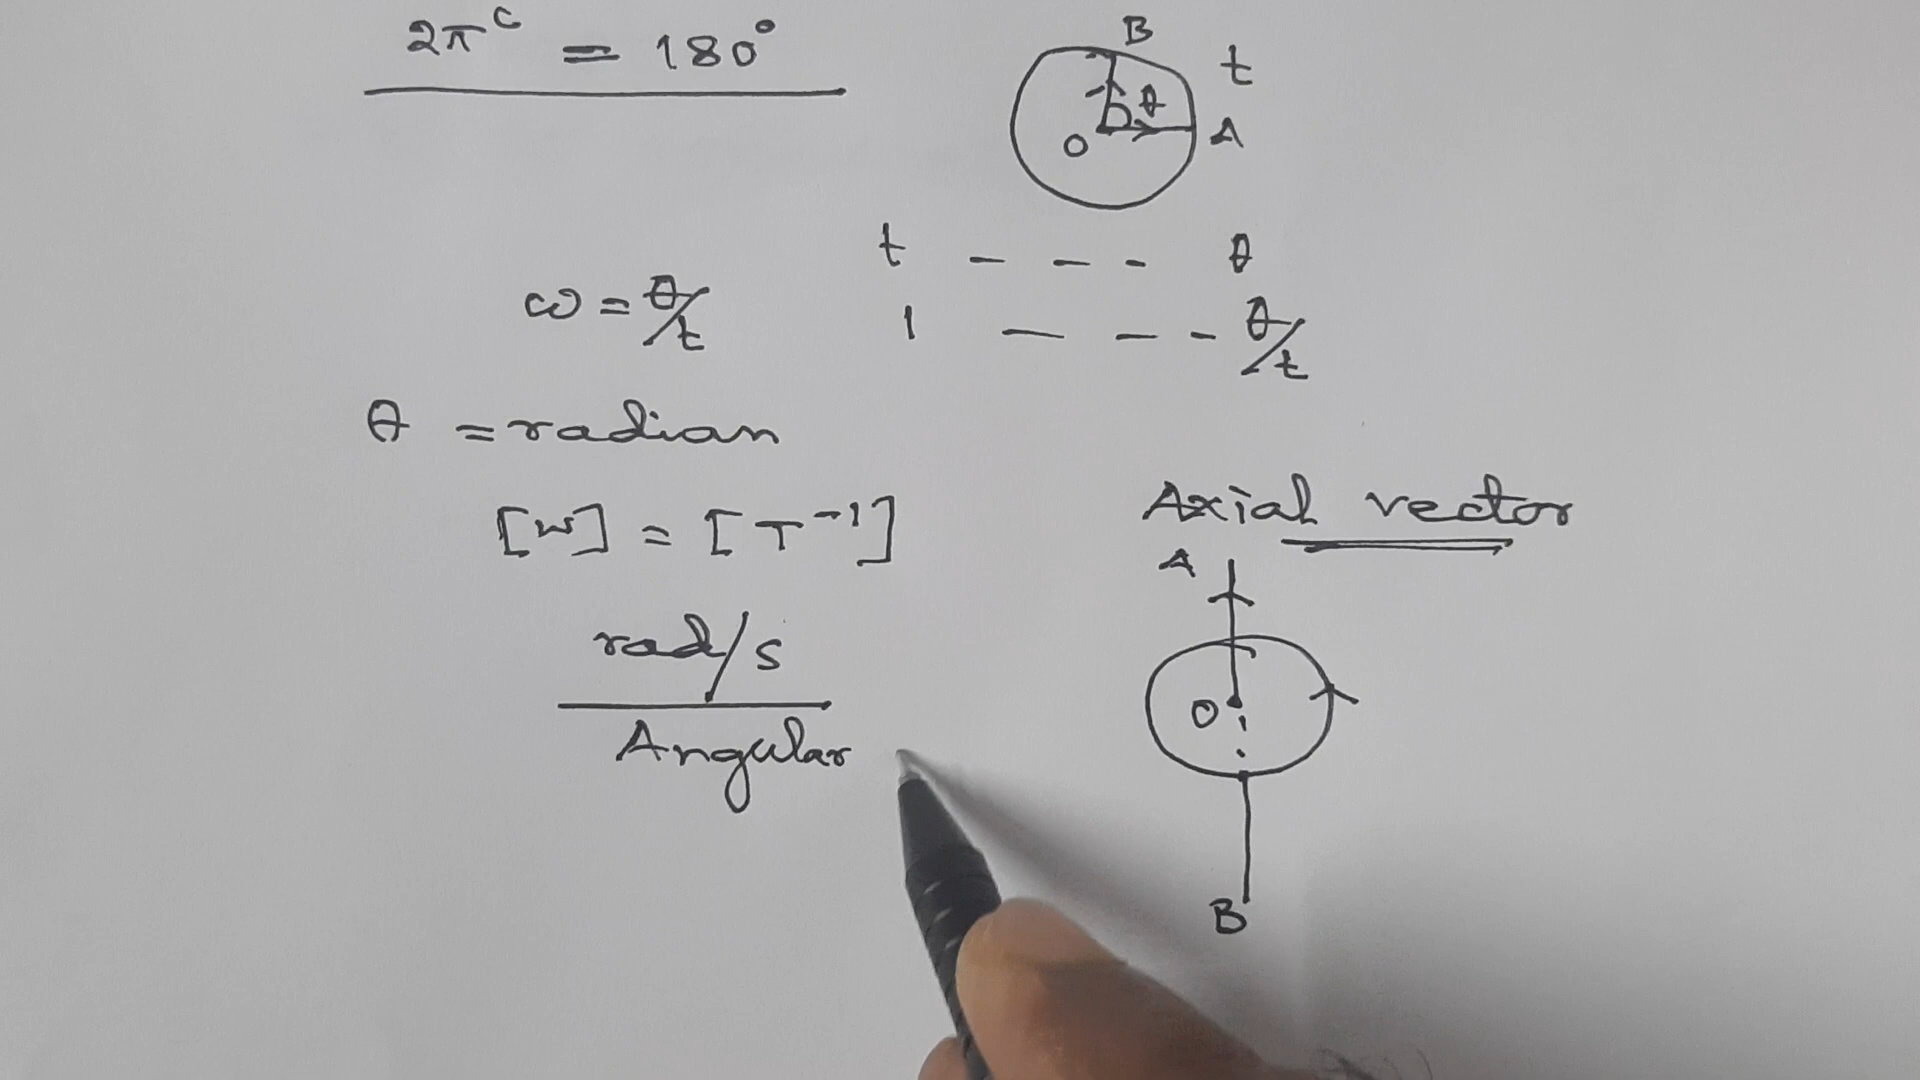 2π^c = 180°
B
t
θ
O
A
t - - - θ
ω = θ/t
1 - - - θ/t
θ = radian
[W] = [T^-1]
Axial vector
A
rad/s
O
Angular
B